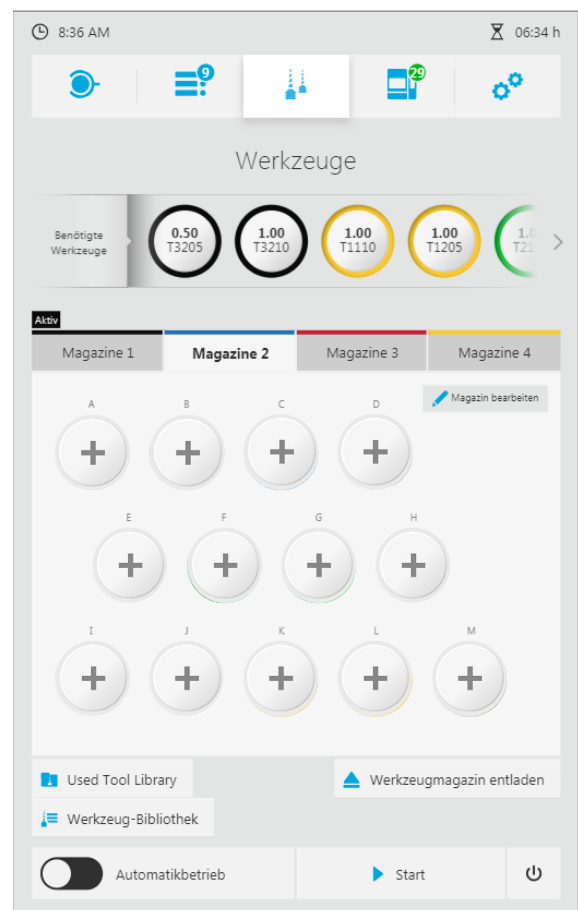 8:36 AM
06:34 h
9
29
Werkzeuge
Benötigte
Werkzeuge
0.50
T3205
1.00
T3210
1.00
T1110
1.00
T1205
Aktiv
Magazine 1
Magazine 2
Magazine 3
Magazine 4
Magazin bearbeiten
A
B
C
D
E
F
G
H
I
J
K
L
M
Used Tool Library
Werkzeugmagazin entladen
Werkzeug-Bibliothek
Automatikbetrieb
Start